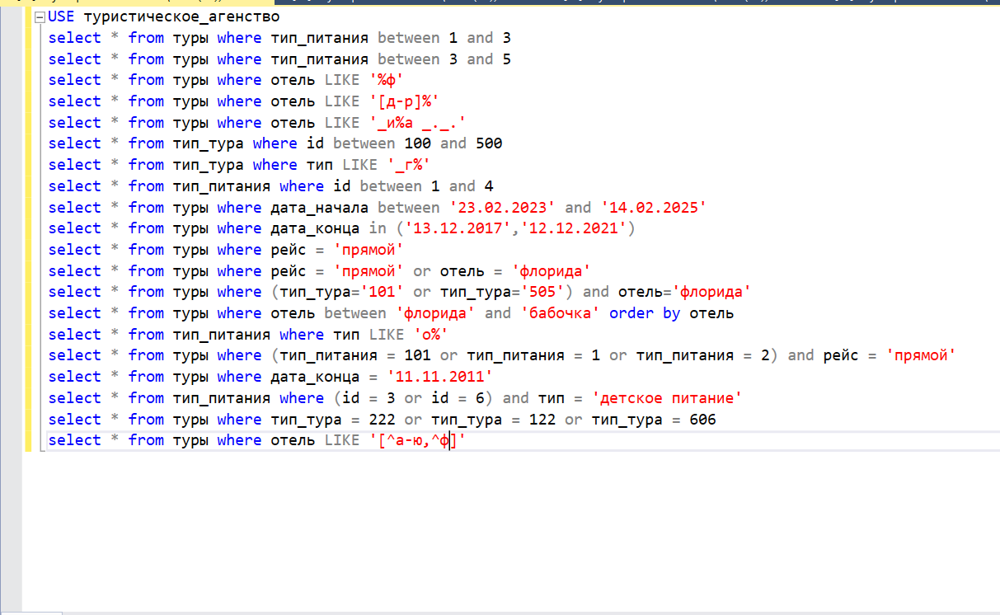 USE туристическое_агенство
select * from туры where тип_питания between 1 and 3
select * from туры where тип_питания between 3 and 5
select * from туры where отель LIKE '%ф'
select * from туры where отель LIKE '[д-р]%'
select * from туры where отель LIKE '_и%а _._.'
select * from тип_тура where id between 100 and 500
select * from тип_тура where тип LIKE '_г%'
select * from тип_питания where id between 1 and 4
select * from туры where дата_начала between '23.02.2023' and '14.02.2025'
select * from туры where дата_конца in ('13.12.2017','12.12.2021')
select * from туры where рейс = 'прямой'
select * from туры where рейс = 'прямой' or отель = 'флорида'
select * from туры where (тип_тура='101' or тип_тура='505') and отель='флорида'
select * from туры where отель between 'флорида' and 'бабочка' order by отель
select * from тип_питания where тип LIKE 'о%'
select * from туры where (тип_питания = 101 or тип_питания = 1 or тип_питания = 2) and рейс = 'прямой'
select * from туры where дата_конца = '11.11.2011'
select * from тип_питания where (id = 3 or id = 6) and тип = 'детское питание'
select * from туры where тип_тура = 222 or тип_тура = 122 or тип_тура = 606
select * from туры where отель LIKE '[^а-ю,^ф]'